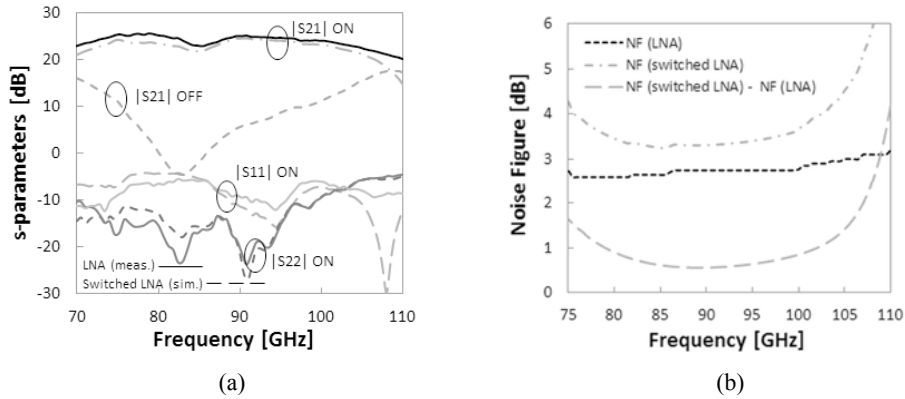 30
20
10
0
-10
-20
-30
s-parameters [dB]
|S21| ON
|S21| OFF
|S11| ON
|S22| ON
LNA (meas.)
Switched LNA (sim.)
70 80 90 100 110
Frequency [GHz]
(a)
6
5
4
3
2
1
0
Noise Figure [dB]
NF (LNA)
NF (switched LNA)
NF (switched LNA) - NF (LNA)
75 80 85 90 95 100 105 110
Frequency [GHz]
(b)